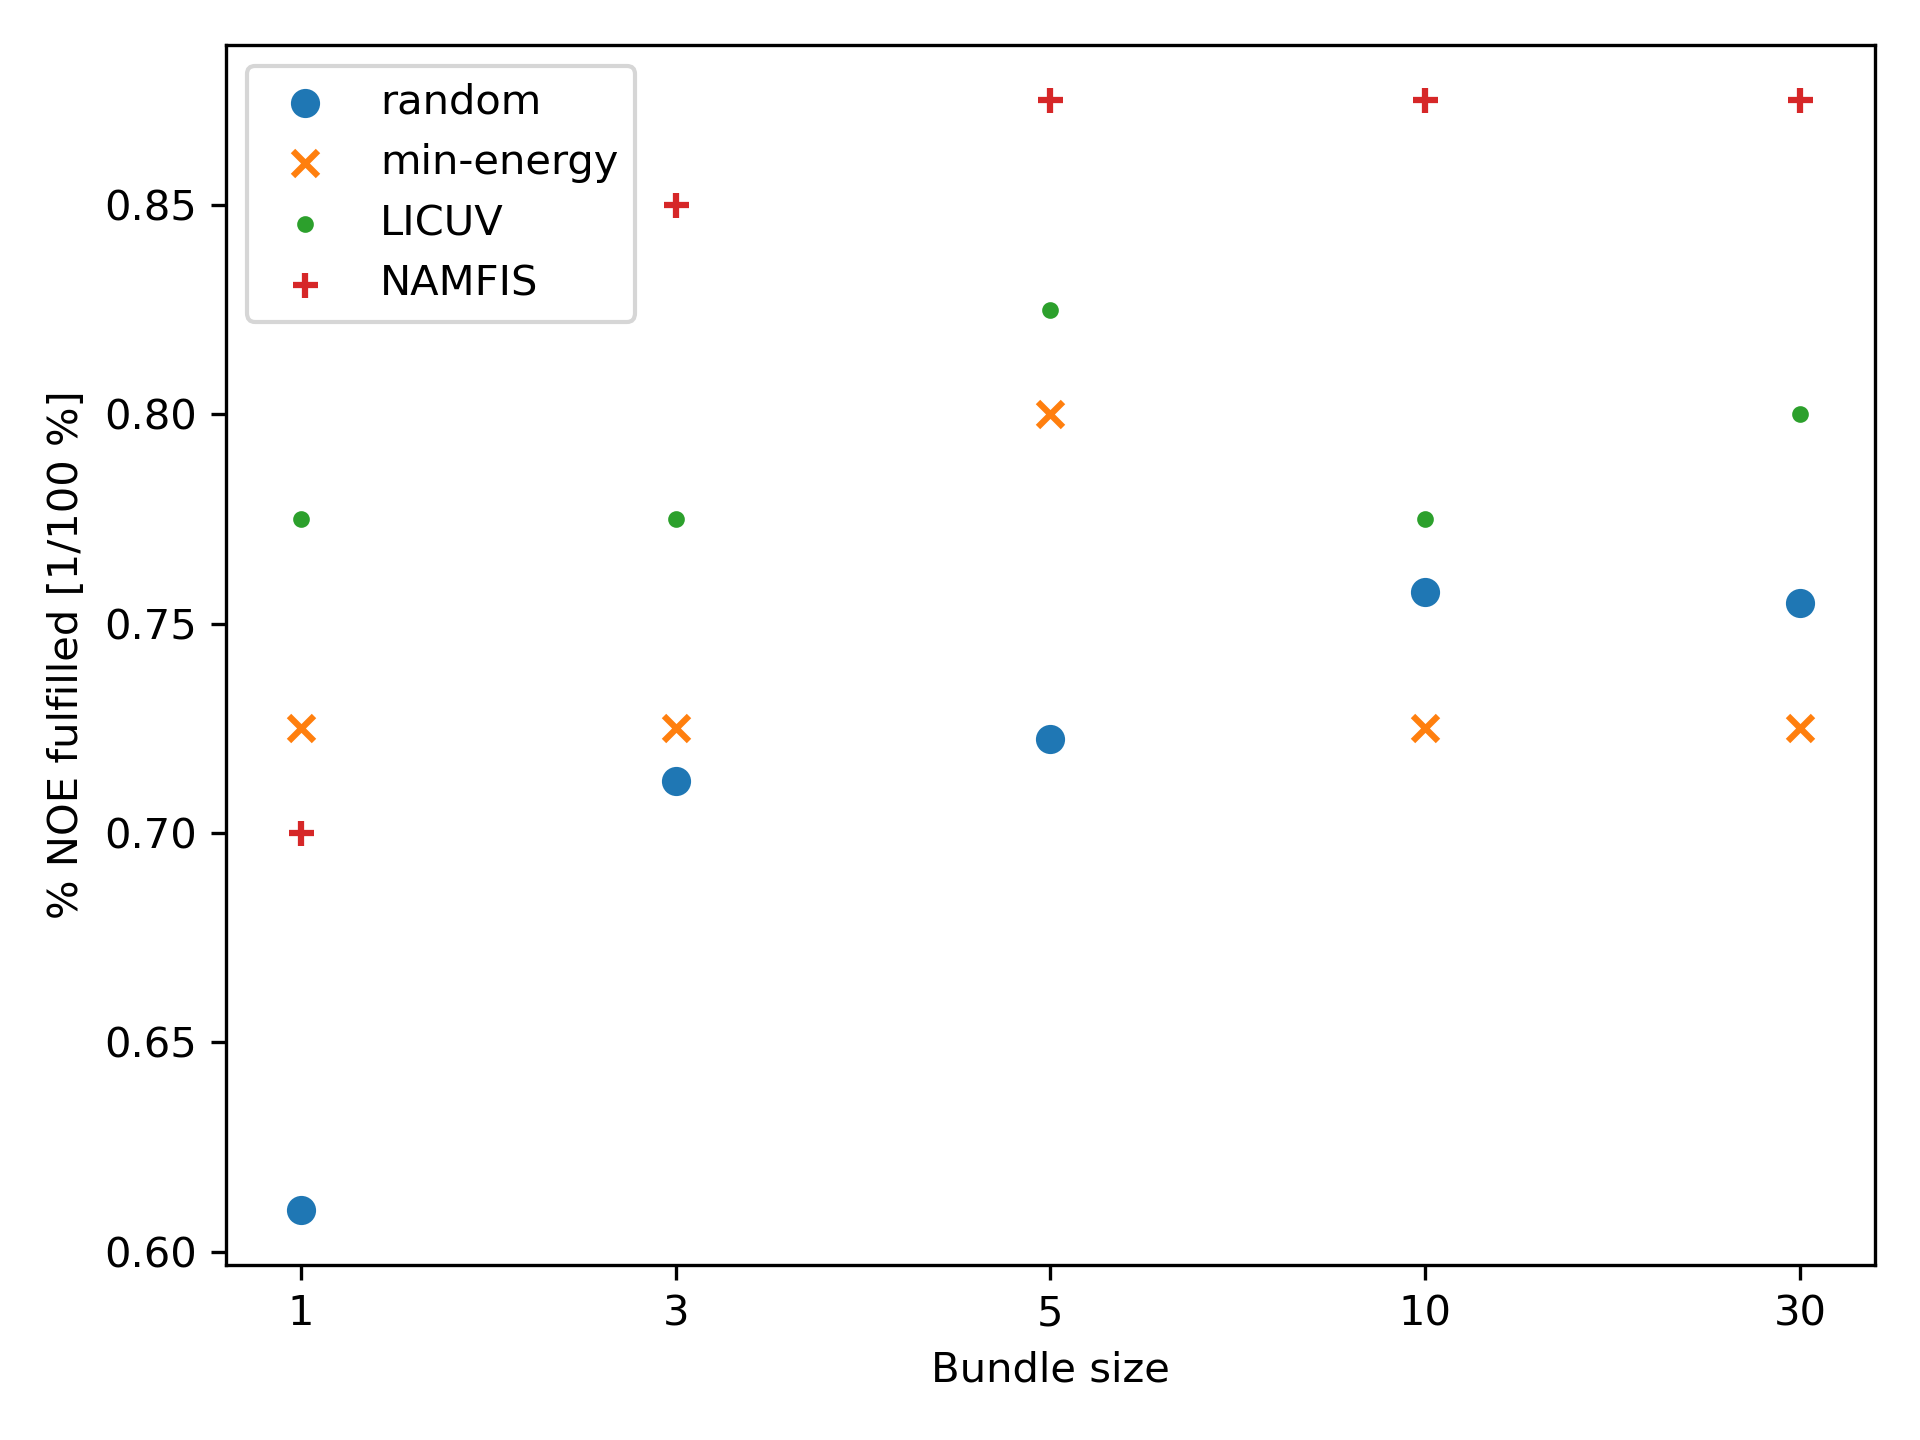 random
min-energy
LICUV
NAMFIS
0.85
0.80
0.75
0.70
0.65
0.60
% NOE fulfilled [1/100 %]
1 3 5 10 30
Bundle size